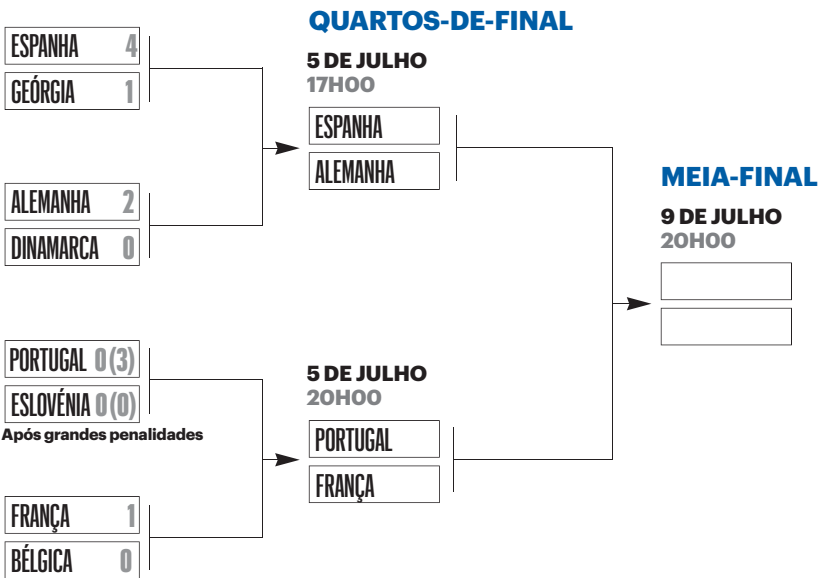 QUARTOS-DE-FINAL
ESPANHA 4
GEÓRGIA 1
5 DE JULHO
17H00
ESPANHA
ALEMANHA
ALEMANHA 2
DINAMARCA 0
MEIA-FINAL
9 DE JULHO
20H00
PORTUGAL 0(3)
ESLOVÉNIA 0(0)
Após grandes penalidades
5 DE JULHO
20H00
PORTUGAL
FRANÇA
FRANÇA 1
BÉLGICA 0